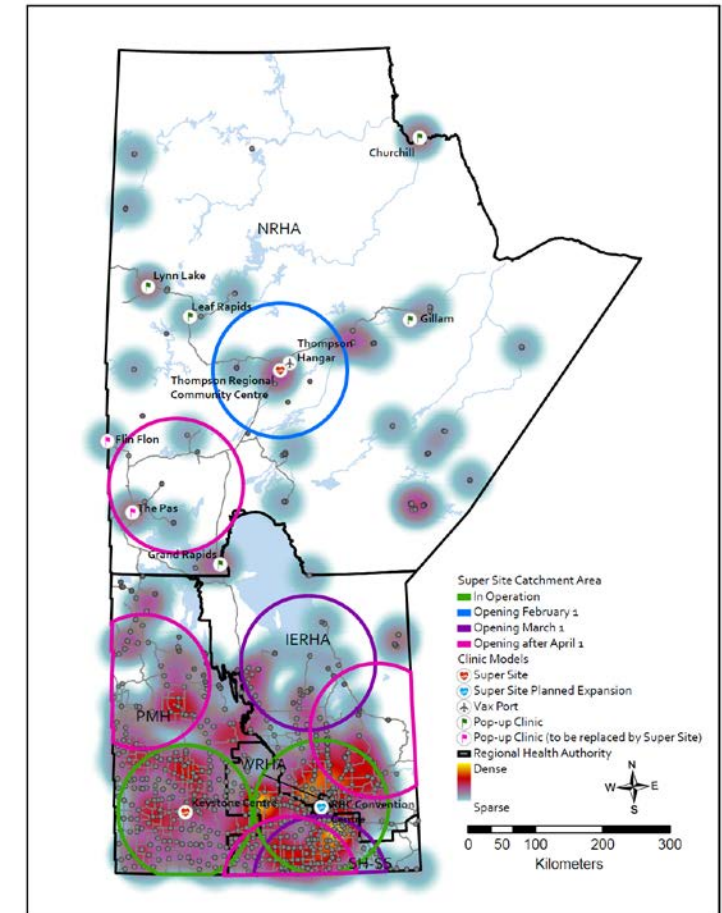 Churchill
NRHA
Lynn Lake
Leaf Rapids
Gillam
Thompson
Hangar
Thompson Regional
Community Centre
Flin Flon
The Pas
Grand Rapids
IERHA
PMH
WRHA
Keystone Centre
RBC Convention
Centre
SH-SS
Super Site Catchment Area
In Operation
Opening February 1
Opening March 1
Opening after April 1
Clinic Models
Super Site
Super Site Planned Expansion
Vax Port
Pop-up Clinic
Pop-up Clinic (to be replaced by Super Site)
Regional Health Authority
Dense
Sparse
N
W E
S
0 50 100 200 300
Kilometers